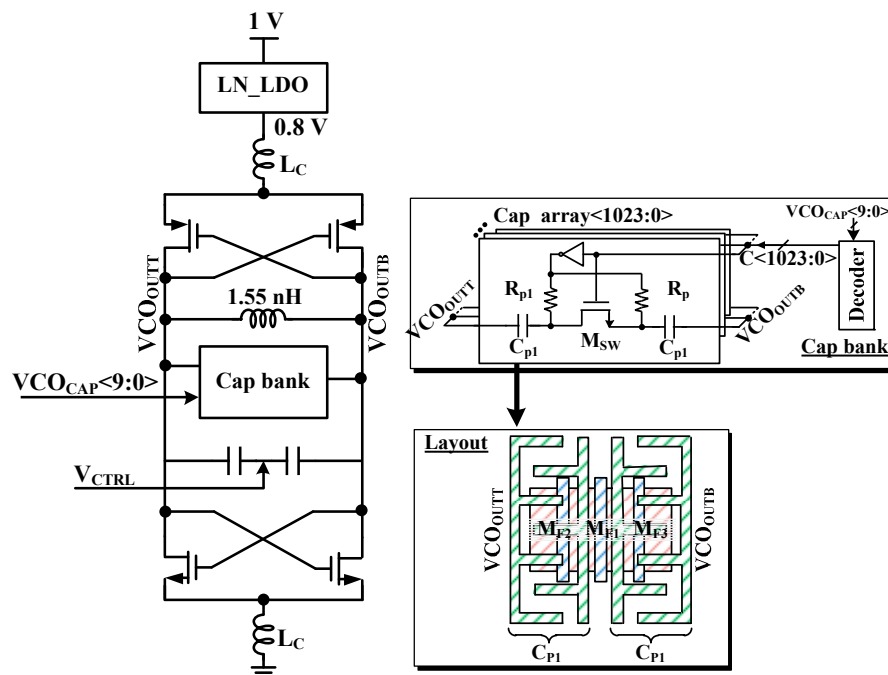 1 V
LN_LDO
0.8 V
L_C
VCO_OUTT
VCO_OUTB
1.55 nH
Cap bank
VCO_CAP<9:0>
V_CTRL
L_C
Cap array<1023:0>
VCO_CAP<9:0>
C<1023:0>
Decoder
R_p1
R_p
VCO_OUTT
VCO_OUTB
C_p1
M_SW
C_p1
Cap bank
Layout
VCO_OUTT
M_F2
M_F1
M_F3
VCO_OUTB
C_P1
C_P1